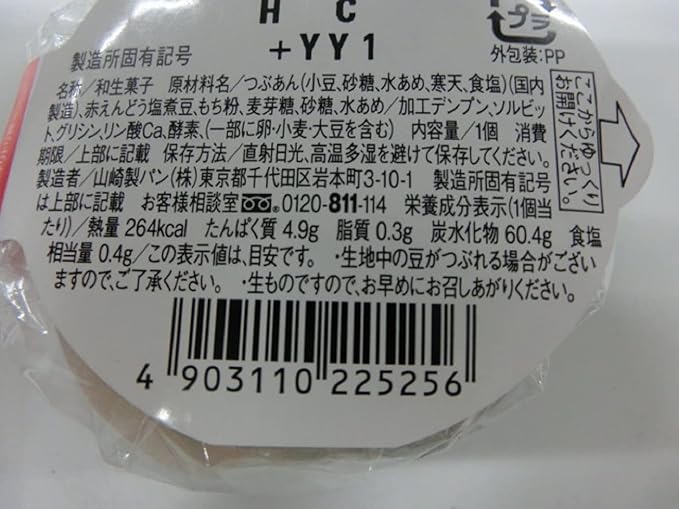 H C
+YY1
製造所固有記号
プラ
外包装:PP
ここからゆっくり
お開けください。
名称/和生菓子 原材料名/つぶあん(小豆、砂糖、水あめ、寒天、食塩)(国内
製造)、赤えんどう塩煮豆、もち粉、麦芽糖、砂糖、水あめ/加工デンプン、ソルビッ
ト、グリシン、リン酸Ca、酵素、(一部に卵・小麦・大豆を含む) 内容量/1個 消費
期限/上部に記載 保存方法/直射日光、高温多湿を避けて保存してください。
製造者/山崎製パン(株)東京都千代田区岩本町3-10-1 製造所固有記号
は上部に記載 お客様相談室 0120-811-114 栄養成分表示(1個当
たり)/熱量 264kcal たんぱく質 4.9g 脂質 0.3g 炭水化物 60.4g 食塩
相当量 0.4g/この表示値は、目安です。 ・生地中の豆がつぶれる場合がござい
ますので、ご了承ください。 ・生ものですので、お早めにお召しあがりください。
4 903110 225256